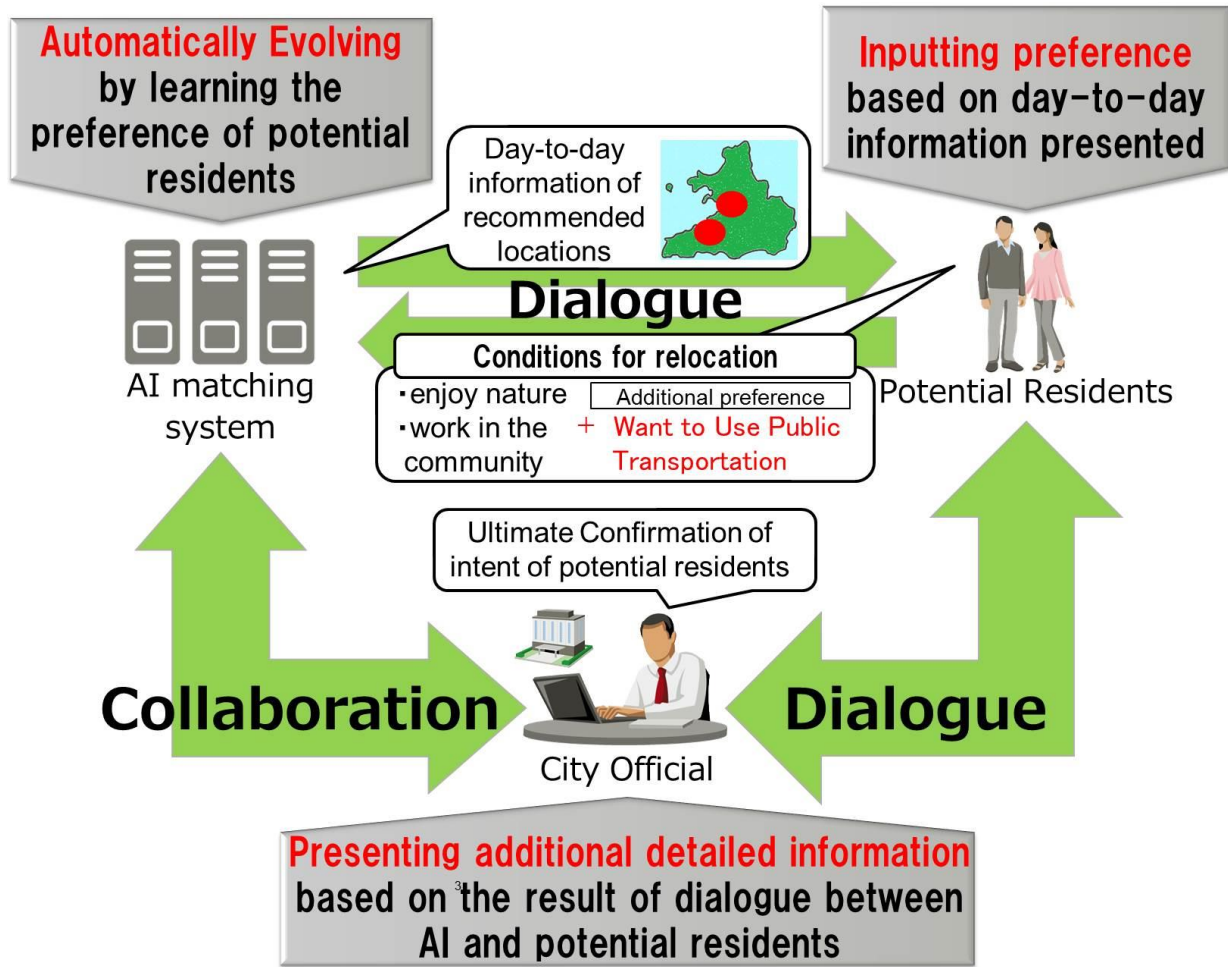 Automatically Evolving
by learning the
preference of potential
residents
Inputting preference
based on day-to-day
information presented
Day-to-day
information of
recommended
locations
Dialogue
AI matching
system
Potential Residents
Conditions for relocation
・enjoy nature
・work in the
community
Additional preference
+ Want to Use Public
Transportation
Ultimate Confirmation of
intent of potential residents
Collaboration
Dialogue
City Official
Presenting additional detailed information
based on the result of dialogue between
AI and potential residents
3